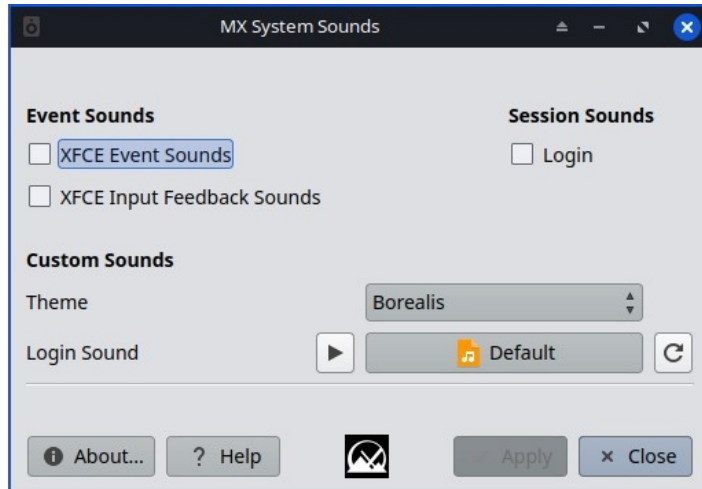 MX System Sounds
Event Sounds
Session Sounds
XFCE Event Sounds
Login
XFCE Input Feedback Sounds
Custom Sounds
Theme
Borealis
Login Sound
Default
About...
? Help
Apply
Close